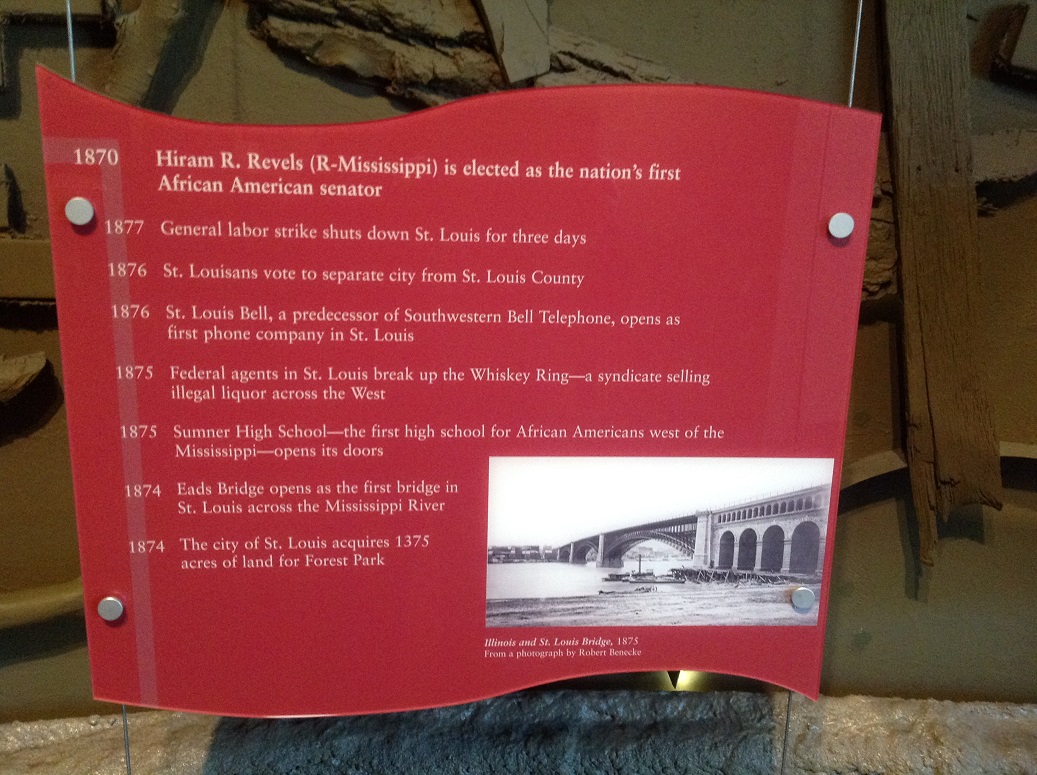 1870 Hiram R. Revels (R-Mississippi) is elected as the nation's first
African American senator
1877 General labor strike shuts down St. Louis for three days
1876 St. Louisans vote to separate city from St. Louis County
1876 St. Louis Bell, a predecessor of Southwestern Bell Telephone, opens as
first phone company in St. Louis
1875 Federal agents in St. Louis break up the Whiskey Ring—a syndicate selling
illegal liquor across the West
1875 Sumner High School—the first high school for African Americans west of the
Mississippi—opens its doors
1874 Eads Bridge opens as the first bridge in
St. Louis across the Mississippi River
1874 The city of St. Louis acquires 1375
acres of land for Forest Park
Illinois and St. Louis Bridge, 1875
From a photograph by Robert Benecke